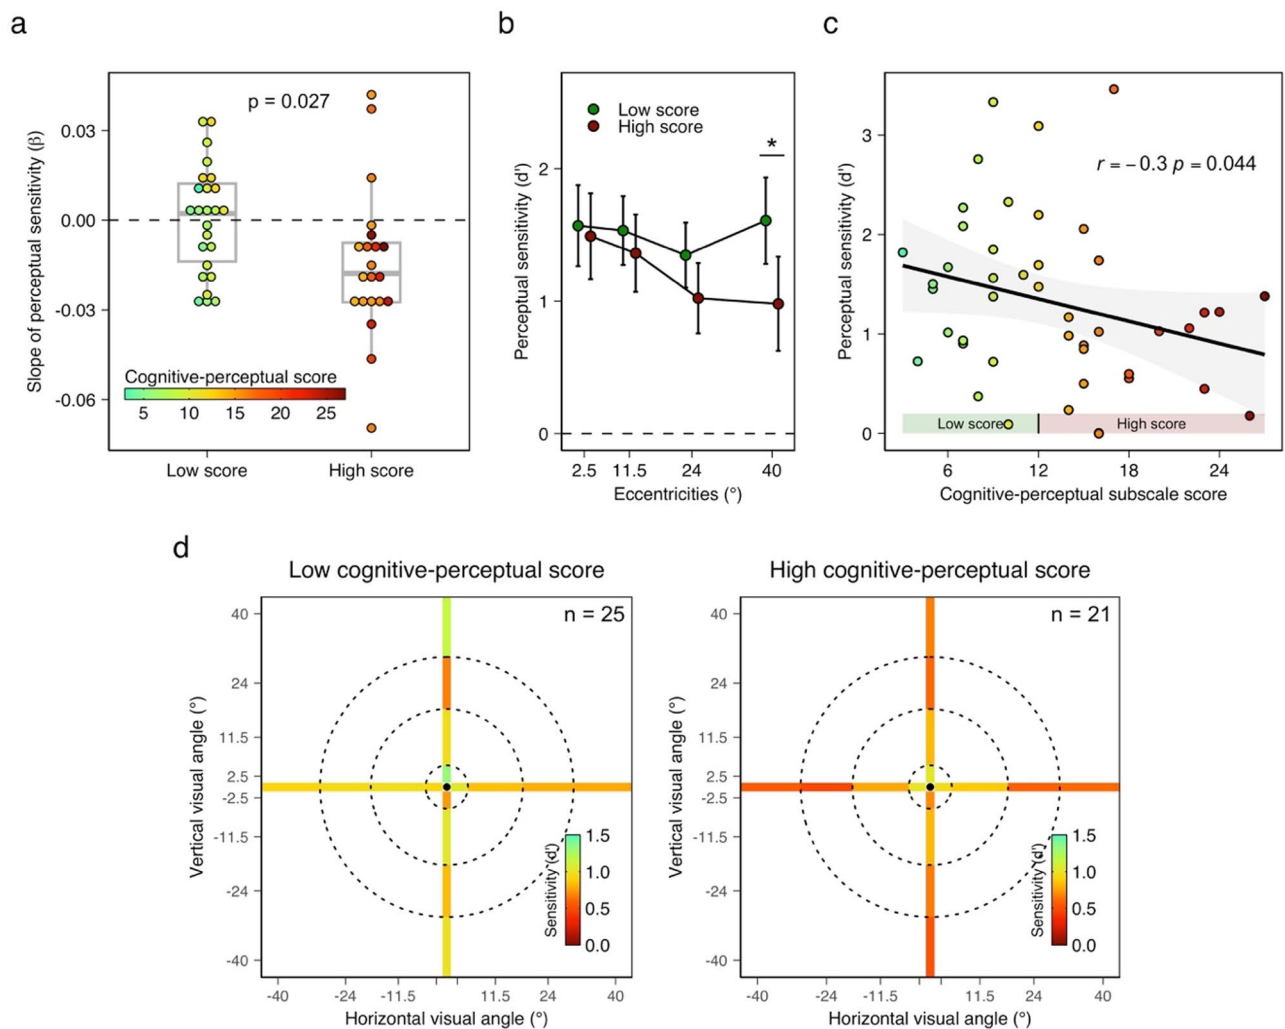 a
b
c
p = 0.027
Slope of perceptual sensitivity (β)
0.03
0.00
-0.03
-0.06
Cognitive-perceptual score
5 10 15 20 25
Low score High score
Low score
High score
*
Perceptual sensitivity (d')
2
1
0
2.5 11.5 24 40
Eccentricities (°)
r = −0.3 p = 0.044
Perceptual sensitivity (d')
3
2
1
0
Low score High score
6 12 18 24
Cognitive-perceptual subscale score
d
Low cognitive-perceptual score
n = 25
Vertical visual angle (°)
40
24
11.5
2.5
-2.5
-11.5
-24
-40
Sensitivity (d')
1.5
1.0
0.5
0.0
-40 -24 -11.5 11.5 24 40
Horizontal visual angle (°)
High cognitive-perceptual score
n = 21
Vertical visual angle (°)
40
24
11.5
2.5
-2.5
-11.5
-24
-40
Sensitivity (d')
1.5
1.0
0.5
0.0
-40 -24 -11.5 11.5 24 40
Horizontal visual angle (°)